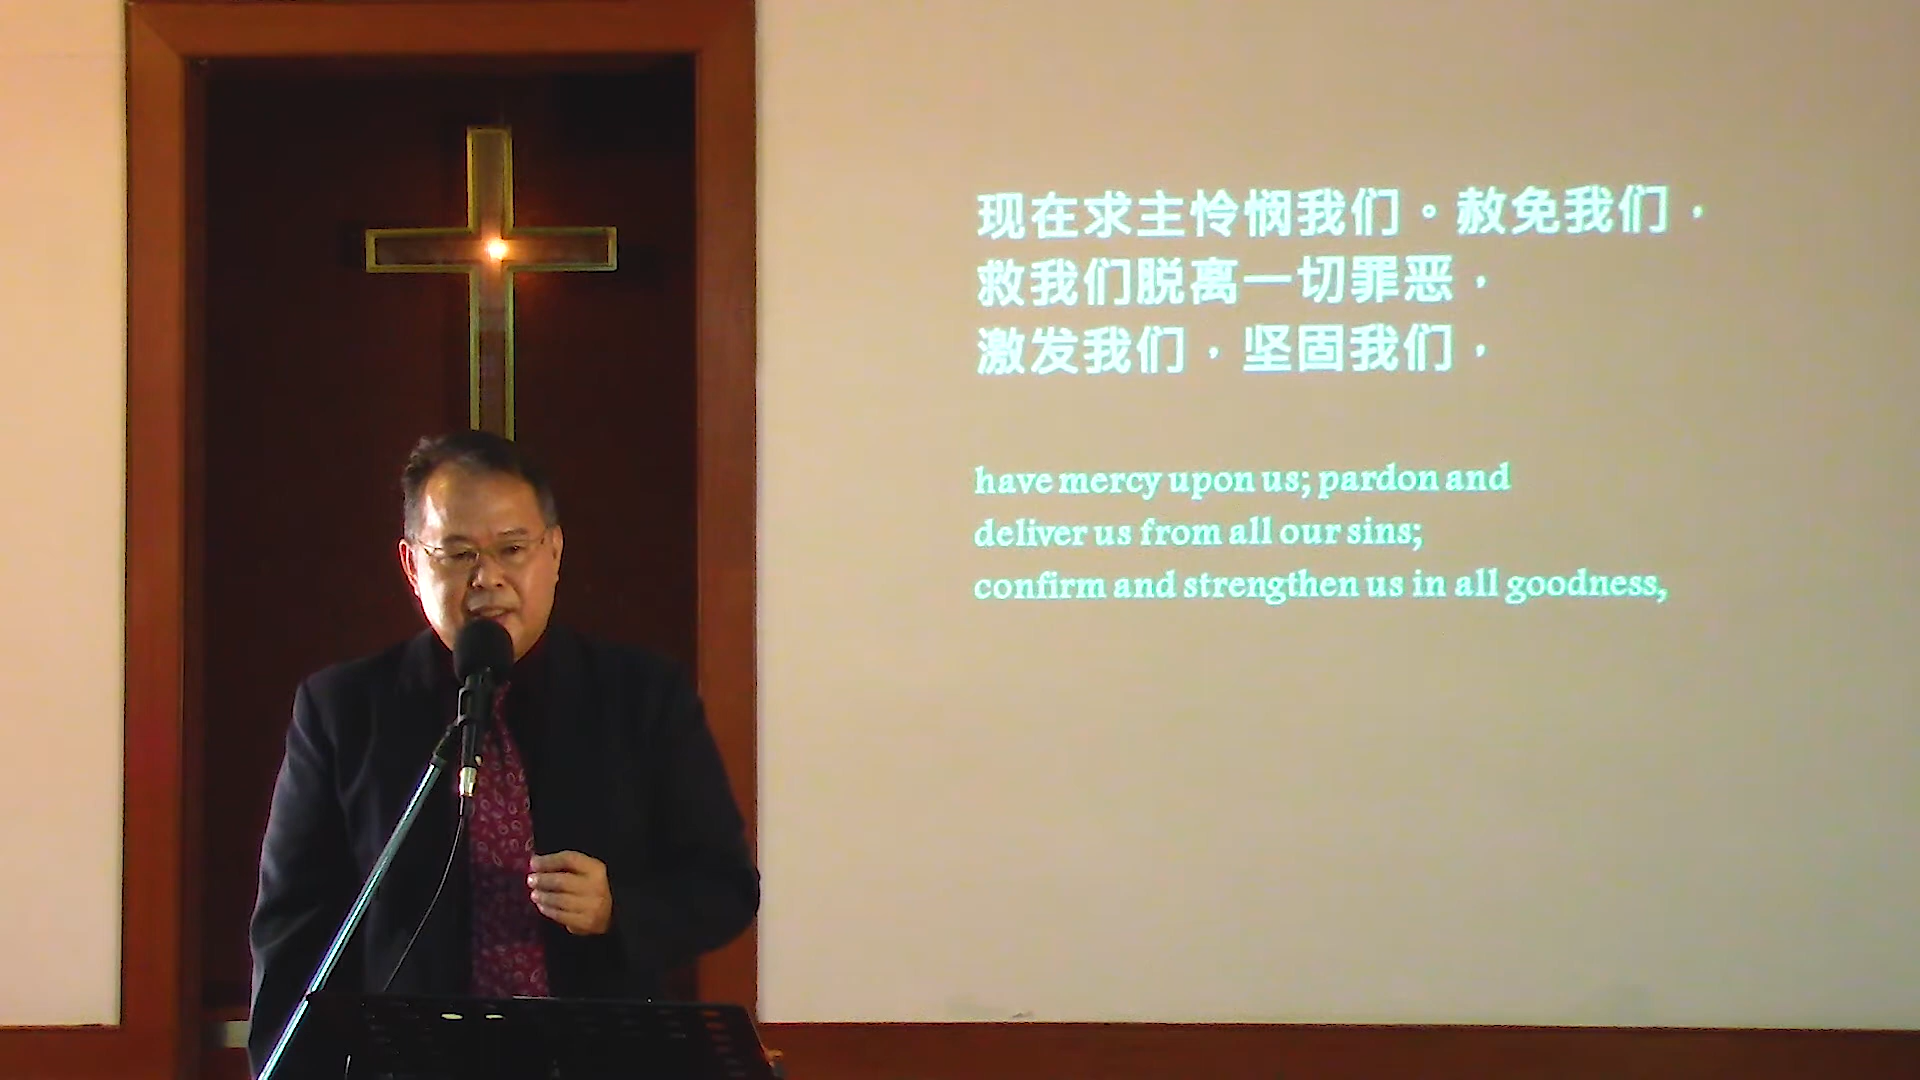 现在求主怜悯我们。赦免我们，
救我们脱离一切罪恶，
激发我们，坚固我们，
have mercy upon us; pardon and
deliver us from all our sins;
confirm and strengthen us in all goodness,